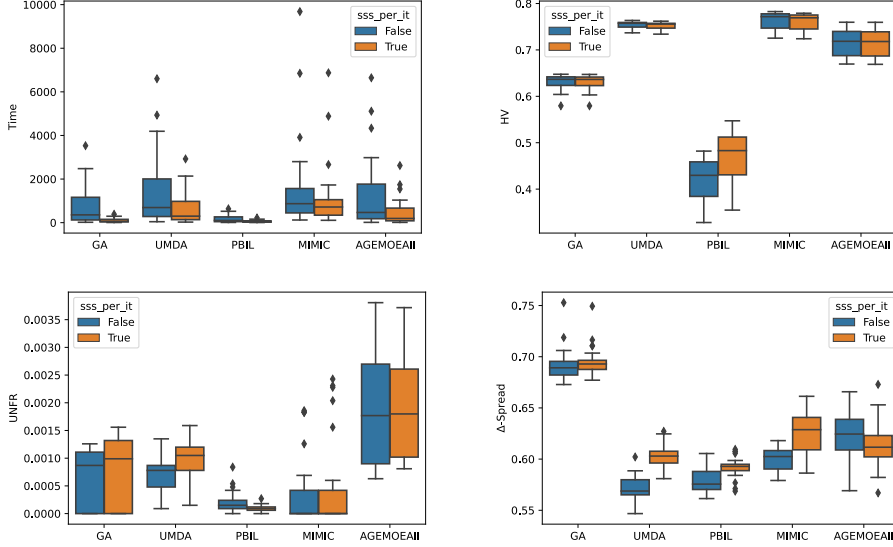 10000
8000
6000
4000
2000
0
Time
sss_per_it
False
True
GA UMDA PBIL MIMIC AGEMOEAII
0.8
0.7
0.6
0.5
0.4
HV
sss_per_it
False
True
GA UMDA PBIL MIMIC AGEMOEAII
0.0035
0.0030
0.0025
0.0020
0.0015
0.0010
0.0005
0.0000
UNFR
sss_per_it
False
True
GA UMDA PBIL MIMIC AGEMOEAII
0.75
0.70
0.65
0.60
0.55
Δ-Spread
sss_per_it
False
True
GA UMDA PBIL MIMIC AGEMOEAII